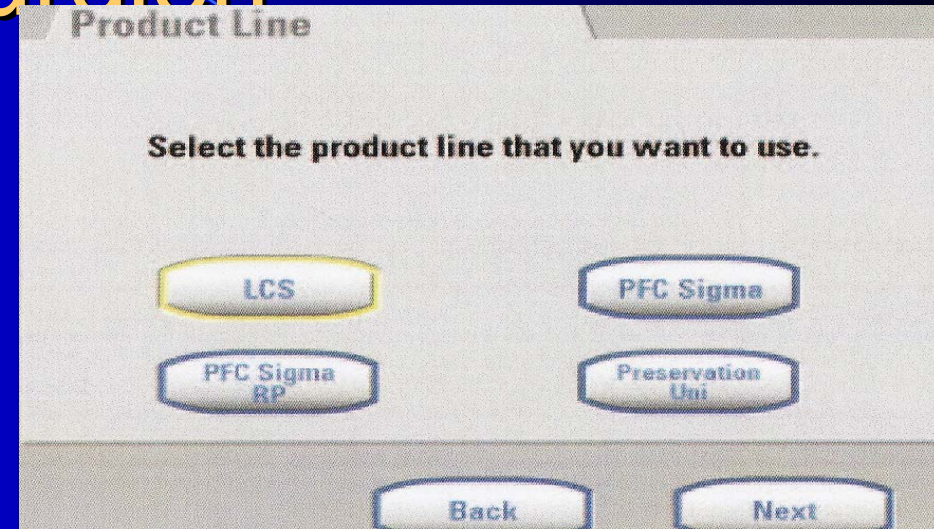 Product Line
Select the product line that you want to use.
LCS
PFC Sigma
PFC Sigma
RP
Preservation
Uni
Back
Next